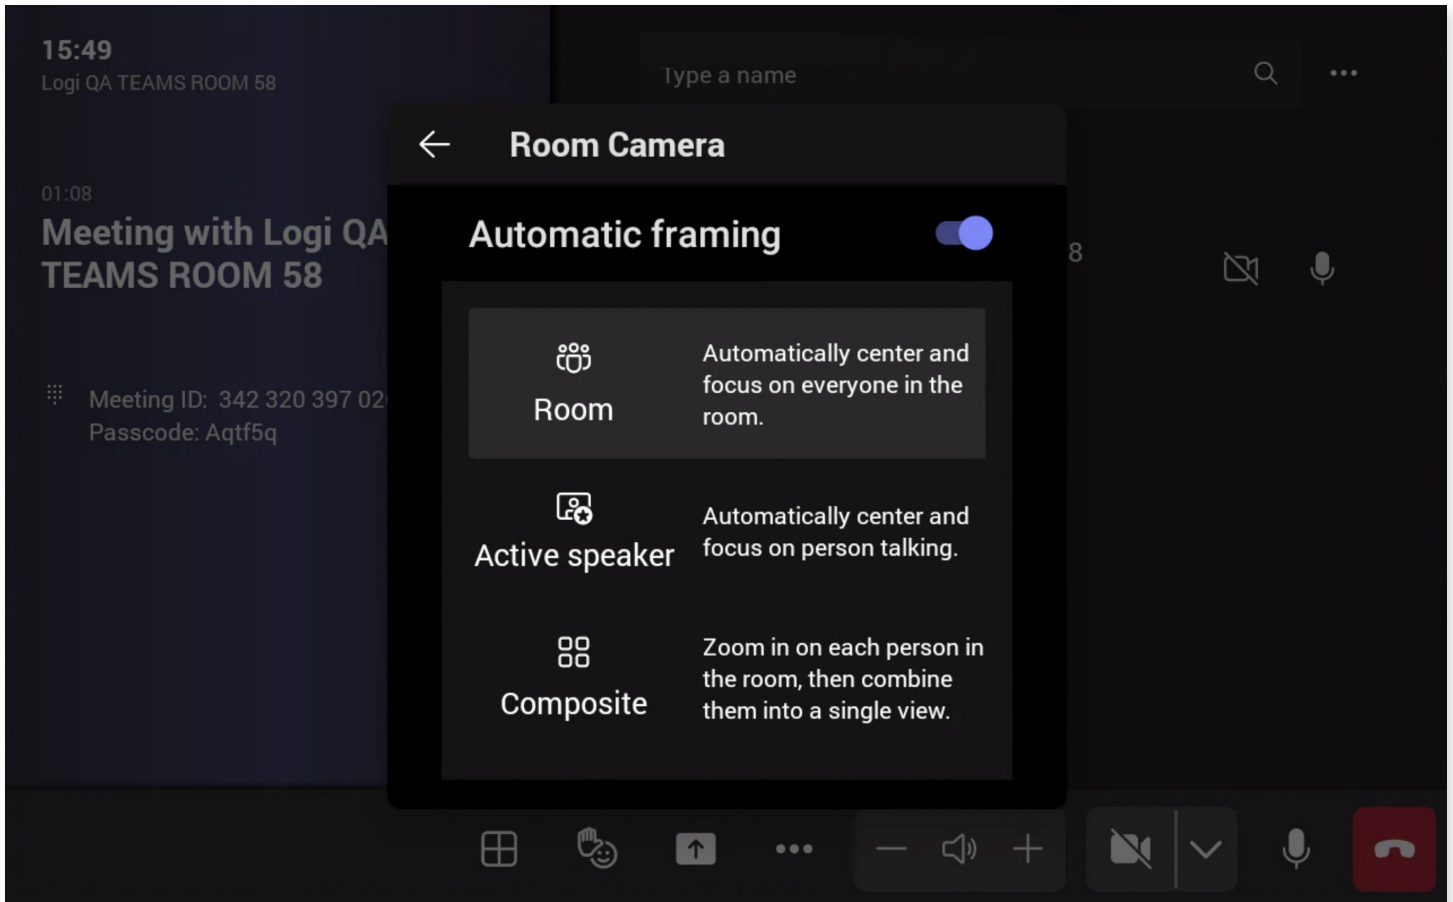 15:49
Logi QA TEAMS ROOM 58
Type a name
Room Camera
01:08
Meeting with Logi QA
TEAMS ROOM 58
Automatic framing
8
Room
Automatically center and
focus on everyone in the
room.
Meeting ID: 342 320 397 02
Passcode: Aqtf5q
Active speaker
Automatically center and
focus on person talking.
Composite
Zoom in on each person in
the room, then combine
them into a single view.